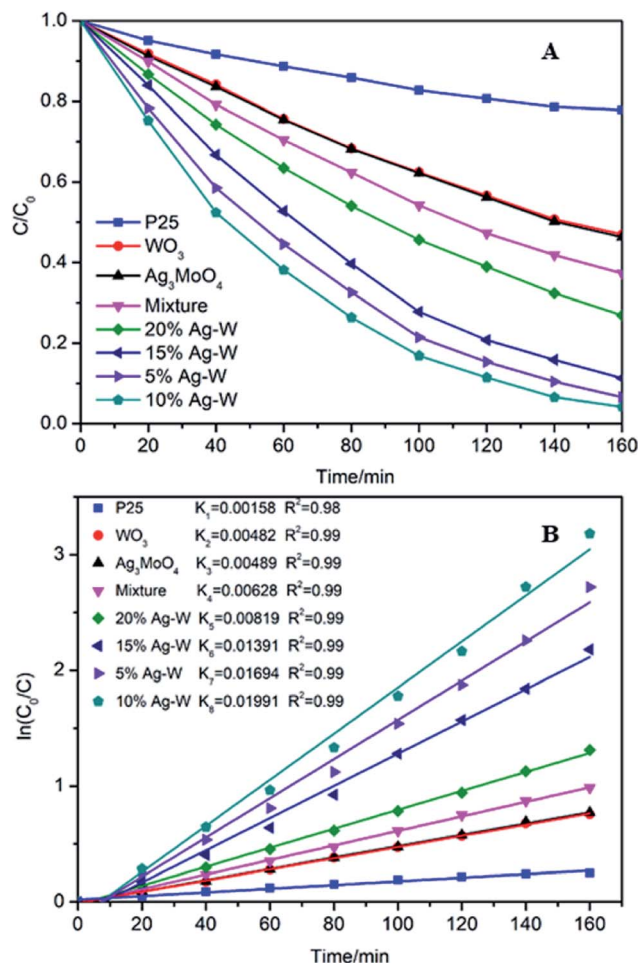 A
C/C₀
1.0
0.8
0.6
0.4
0.2
0.0
P25
WO₃
Ag₃MoO₄
Mixture
20% Ag-W
15% Ag-W
5% Ag-W
10% Ag-W
0 20 40 60 80 100 120 140 160
Time/min
B
ln(C₀/C)
3
2
1
0
P25 K₁=0.00158 R²=0.98
WO₃ K₂=0.00482 R²=0.99
Ag₃MoO₄ K₃=0.00489 R²=0.99
Mixture K₄=0.00628 R²=0.99
20% Ag-W K₅=0.00819 R²=0.99
15% Ag-W K₆=0.01391 R²=0.99
5% Ag-W K₇=0.01694 R²=0.99
10% Ag-W K₈=0.01991 R²=0.99
0 20 40 60 80 100 120 140 160
Time/min